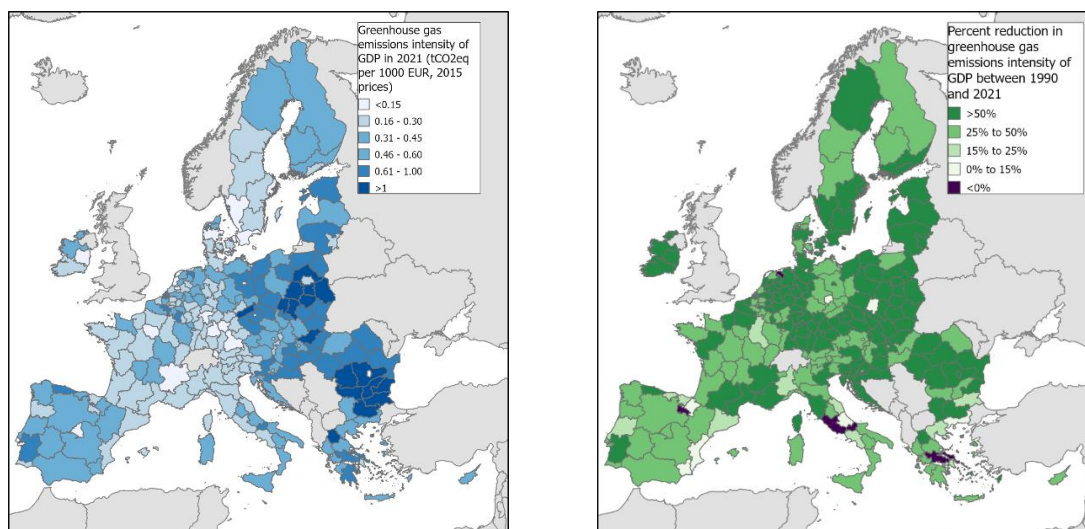 Greenhouse gas
emissions intensity of
GDP in 2021 (tCO2eq
per 1000 EUR, 2015
prices)
<0.15
0.16 - 0.30
0.31 - 0.45
0.46 - 0.60
0.61 - 1.00
>1
Percent reduction in
greenhouse gas
emissions intensity of
GDP between 1990
and 2021
>50%
25% to 50%
15% to 25%
0% to 15%
<0%